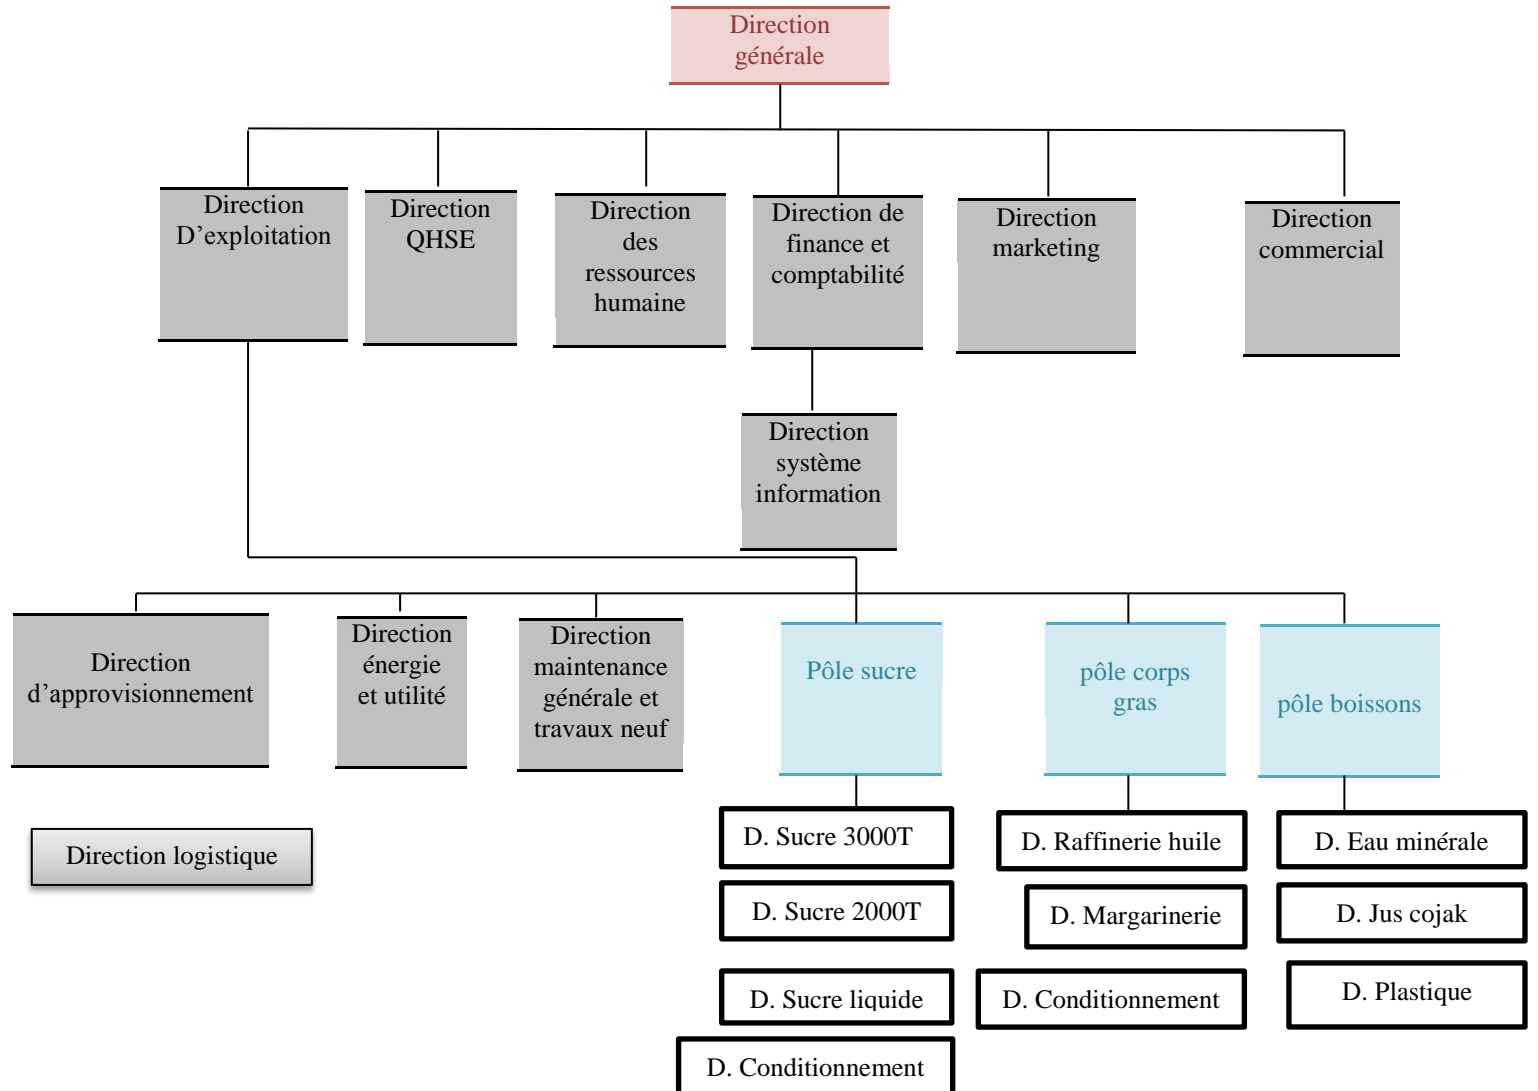 Direction
générale
Direction
D’exploitation
Direction
QHSE
Direction
des
ressources
humaine
Direction de
finance et
comptabilité
Direction
marketing
Direction
commercial
Direction
système
information
Direction
d’approvisionnement
Direction
énergie
et utilité
Direction
maintenance
générale et
travaux neuf
Pôle sucre
pôle corps
gras
pôle boissons
Direction logistique
D. Sucre 3000T
D. Raffinerie huile
D. Eau minérale
D. Sucre 2000T
D. Margarinerie
D. Jus cojak
D. Sucre liquide
D. Conditionnement
D. Plastique
D. Conditionnement